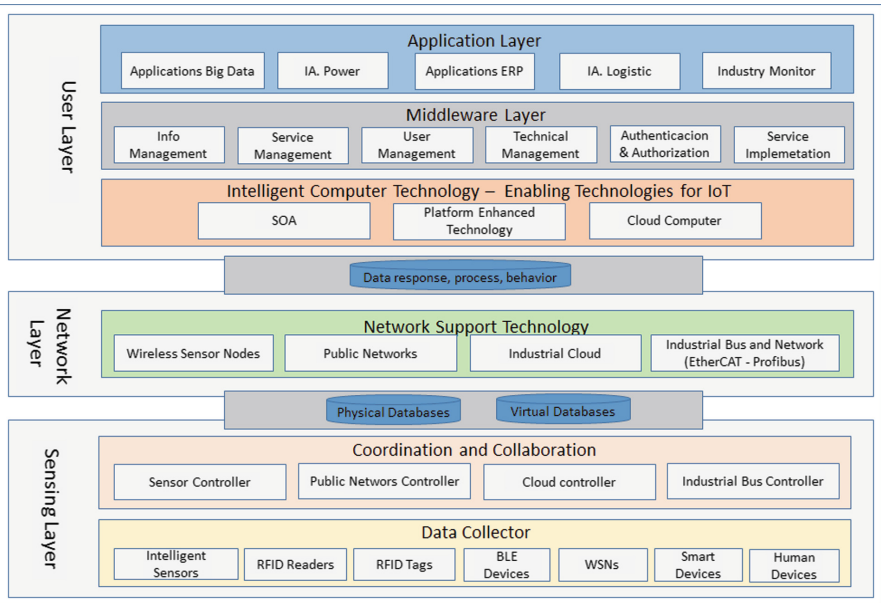 User Layer
Application Layer
Applications Big Data
IA. Power
Applications ERP
IA. Logistic
Industry Monitor
Middleware Layer
Info
Management
Service
Management
User
Management
Technical
Management
Authenticacion
& Authorization
Service
Implemetation
Intelligent Computer Technology – Enabling Technologies for IoT
SOA
Platform Enhanced
Technology
Cloud Computer
Data response, process, behavior
Network
Layer
Network Support Technology
Wireless Sensor Nodes
Public Networks
Industrial Cloud
Industrial Bus and Network
(EtherCAT - Profibus)
Physical Databases
Virtual Databases
Sensing Layer
Coordination and Collaboration
Sensor Controller
Public Networs Controller
Cloud controller
Industrial Bus Controller
Data Collector
Intelligent
Sensors
RFID Readers
RFID Tags
BLE
Devices
WSNs
Smart
Devices
Human
Devices